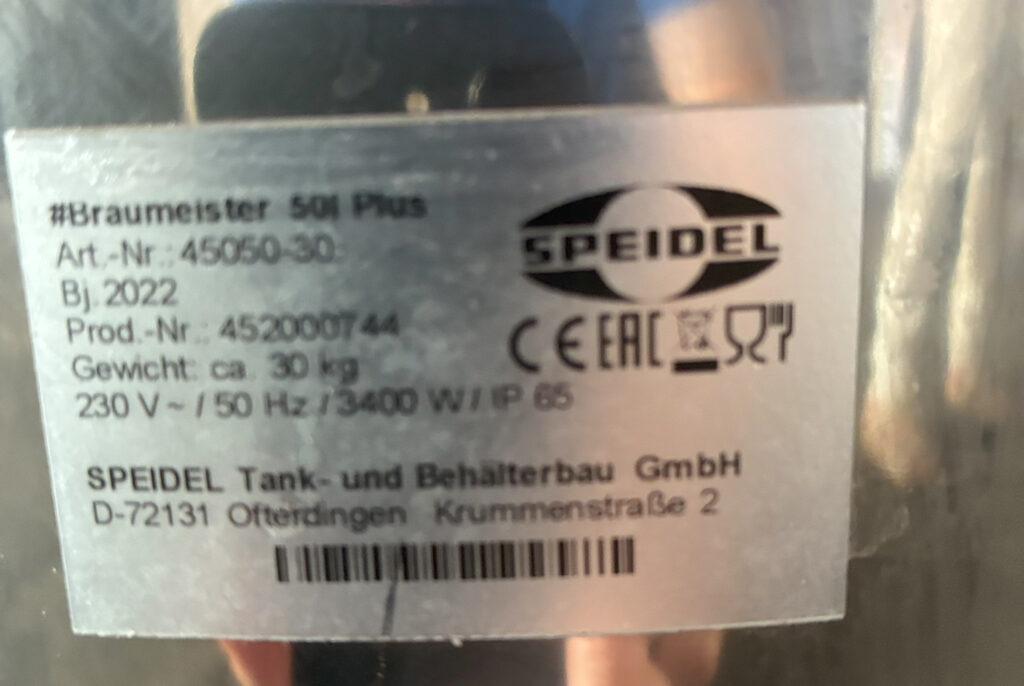 #Braumeister 50l Plus
Art.-Nr.: 45050-30
Bj.2022
Prod.-Nr.: 452000744
Gewicht: ca. 30 kg
230 V ~ / 50 Hz / 3400 W / IP 65
SPEIDEL
CE EAC
SPEIDEL Tank- und Behälterbau GmbH
D-72131 Ofterdingen Krummenstraße 2